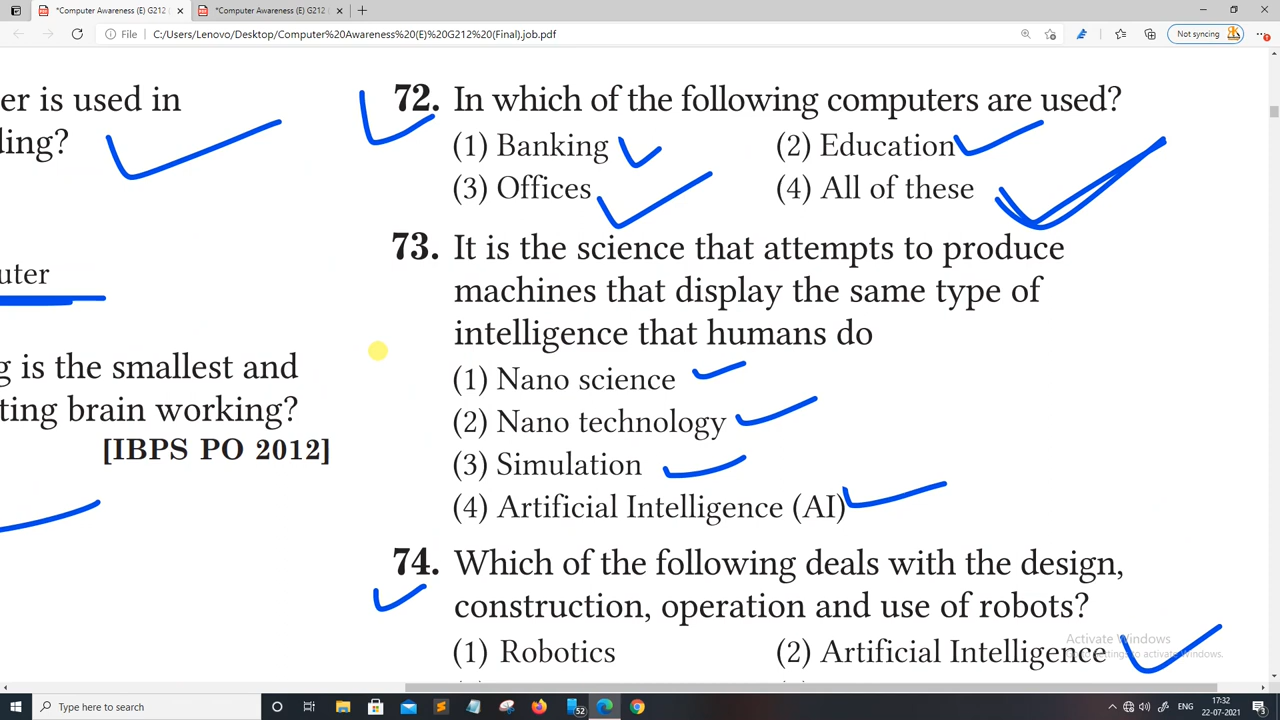 *Computer Awareness (E) G212
*Computer Awareness (E) G212
File
C:/Users/Lenovo/Desktop/Computer%20Awareness%20(E)%20G212%20(Final).job.pdf
Not syncing
er is used in
ling?
uter
g is the smallest and
ting brain working?
[IBPS PO 2012]
72. In which of the following computers are used?
(1) Banking (2) Education
(3) Offices (4) All of these
73. It is the science that attempts to produce
machines that display the same type of
intelligence that humans do
(1) Nano science
(2) Nano technology
(3) Simulation
(4) Artificial Intelligence (AI)
74. Which of the following deals with the design,
construction, operation and use of robots?
(1) Robotics (2) Artificial Intelligence
Activate Windows
Type here to search
52
ENG
17:32
22-07-2021
3